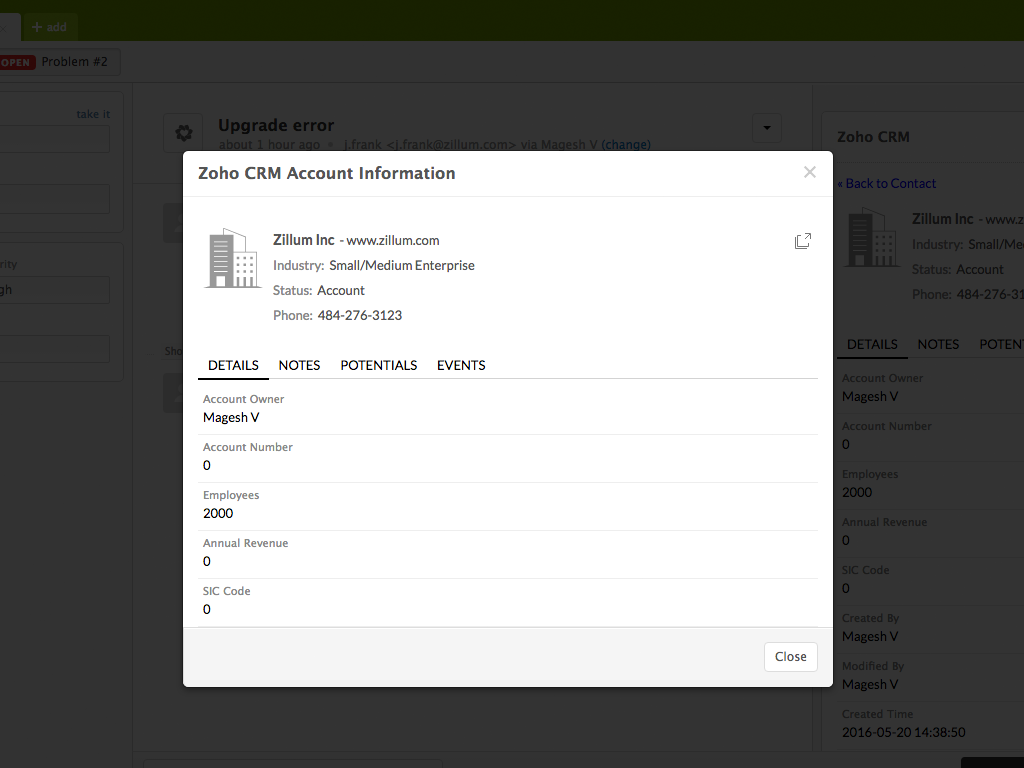 + add
OPEN Problem #2
take it
Upgrade error
about 1 hour ago « j.frank <j.frank@zillum.com> via Magesh V (change)
Zoho CRM
Zoho CRM Account Information
×
« Back to Contact
Zillum Inc - www.zillum.com
Industry: Small/Medium Enterprise
Status: Account
Phone: 484-276-3123
DETAILS NOTES POTENTIALS EVENTS
Account Owner
Magesh V
Account Number
0
Employees
2000
Annual Revenue
0
SIC Code
0
Close
Zillum Inc - www.z
Industry: Small/Me
Status: Account
Phone: 484-276-31
DETAILS NOTES POTEN
Account Owner
Magesh V
Account Number
0
Employees
2000
Annual Revenue
0
SIC Code
0
Created By
Magesh V
Modified By
Magesh V
Created Time
2016-05-20 14:38:50
rity
gh
Sho